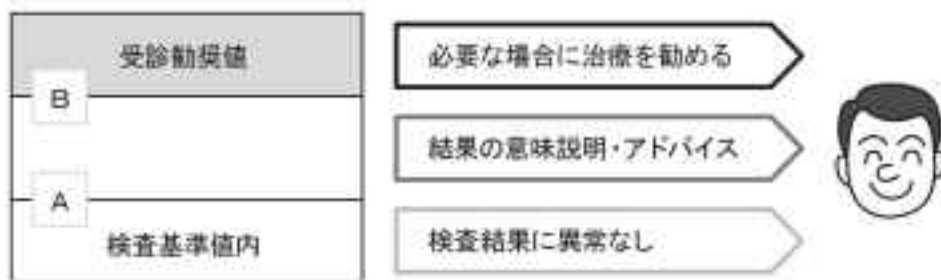 受診勧奨値
必要な場合に治療を勧める
B
結果の意味説明・アドバイス
A
検査基準値内
検査結果に異常なし